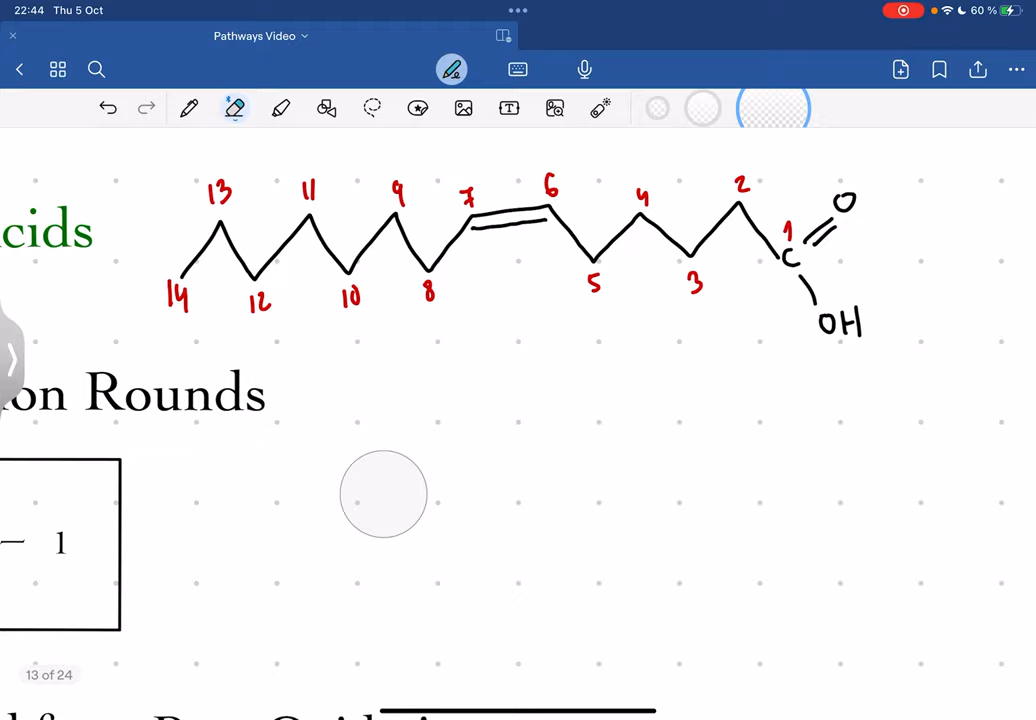 22:44 Thu 5 Oct
60 %
Pathways Video
13 11 9 7 6 4 2 O
cids
1
C
14 12 10 8 5 3
OH
on Rounds
– 1
13 of 24